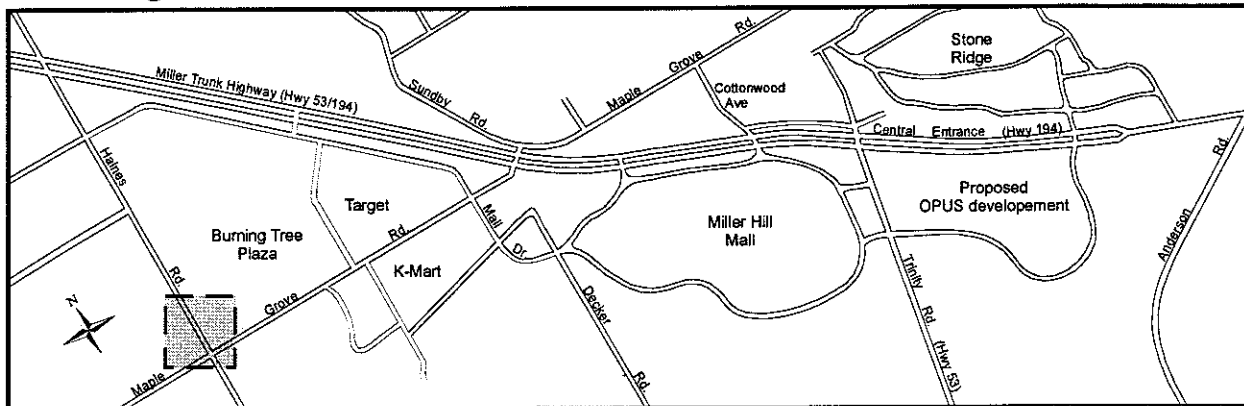 Stone
Ridge
Miller Trunk Highway (Hwy 53/194)
Sundby
Rd.
Maple
Grove
Rd.
Cottonwood
Ave
Central Entrance (Hwy 194)
Haines
Rd.
Target
Burning Tree
Plaza
K-Mart
Mall
Dr.
Miller Hill
Mall
Proposed
OPUS developement
Anderson
Rd.
Maple
Grove
Rd.
Decker
Rd.
Trinity
Rd.
(Hwy 53)
N